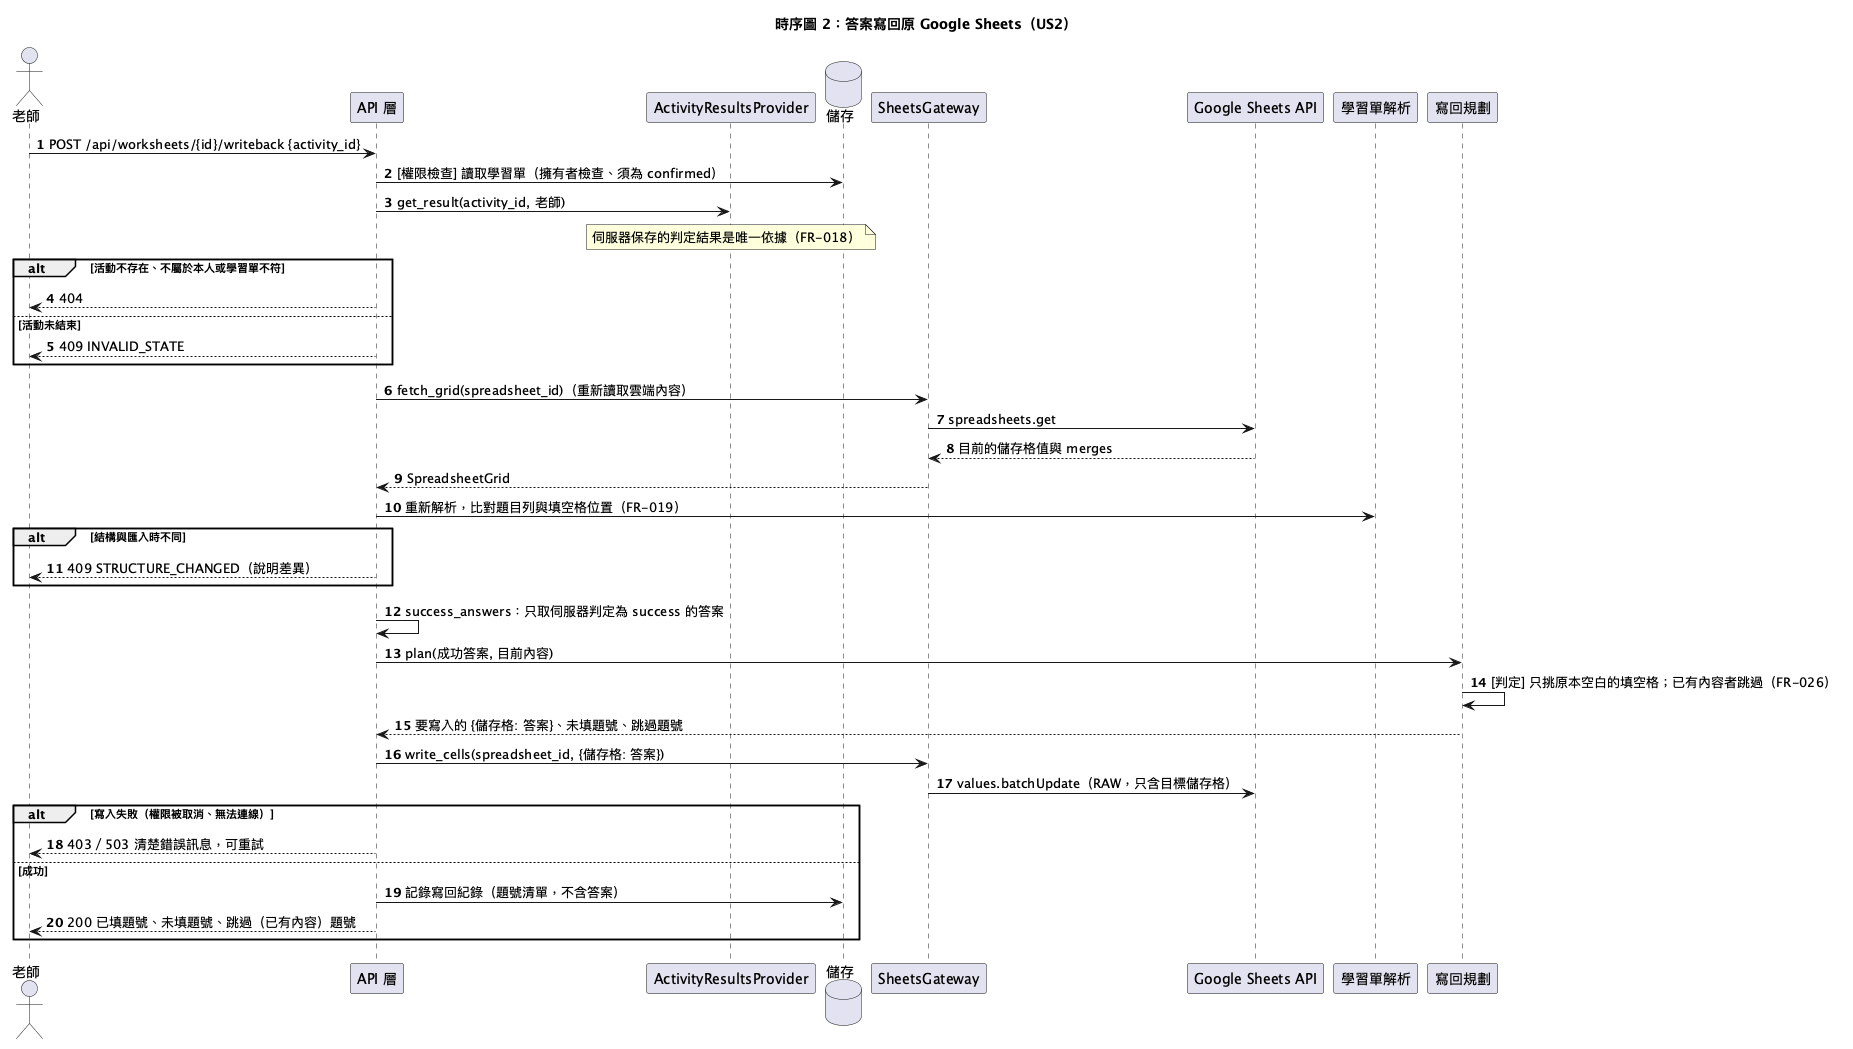 時序圖 2：答案寫回原 Google Sheets（US2）
老師
API 層
ActivityResultsProvider
儲存
SheetsGateway
Google Sheets API
學習單解析
寫回規劃
1 POST /api/worksheets/{id}/writeback {activity_id}
2 [權限檢查] 讀取學習單（擁有者檢查、須為 confirmed）
3 get_result(activity_id, 老師)
伺服器保存的判定結果是唯一依據（FR-018）
alt [活動不存在、不屬於本人或學習單不符]
4 404
[活動未結束]
5 409 INVALID_STATE
6 fetch_grid(spreadsheet_id)（重新讀取雲端內容）
7 spreadsheets.get
8 目前的儲存格值與 merges
9 SpreadsheetGrid
10 重新解析，比對題目列與填空格位置（FR-019）
alt [結構與匯入時不同]
11 409 STRUCTURE_CHANGED（說明差異）
12 success_answers：只取伺服器判定為 success 的答案
13 plan(成功答案, 目前內容)
14 [判定] 只挑原本空白的填空格；已有內容者跳過（FR-026）
15 要寫入的 {儲存格: 答案}、未填題號、跳過題號
16 write_cells(spreadsheet_id, {儲存格: 答案})
17 values.batchUpdate（RAW，只含目標儲存格）
alt [寫入失敗（權限被取消、無法連線）]
18 403 / 503 清楚錯誤訊息，可重試
[成功]
19 記錄寫回紀錄（題號清單，不含答案）
20 200 已填題號、未填題號、跳過（已有內容）題號
老師
API 層
ActivityResultsProvider
儲存
SheetsGateway
Google Sheets API
學習單解析
寫回規劃